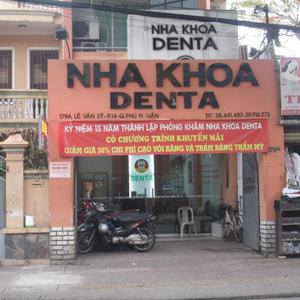 NHA KHOA
DENTA
NHA KHOA
DENTA
179A LÊ VĂN SỸ-P.14-Q.PHÚ N UẬN
ĐT: 38.441.487-39.916.272
KỶ NIỆM 15 NĂM THÀNH LẬP PHÒNG KHÁM NHA KHOA DENTA
CÓ CHƯƠNG TRÌNH KHUYẾN MÃI
GIẢM GIÁ 30% CHI PHÍ CẠO VÔI RĂNG VÀ TRÁM RĂNG THẨM MỸ
DENTA